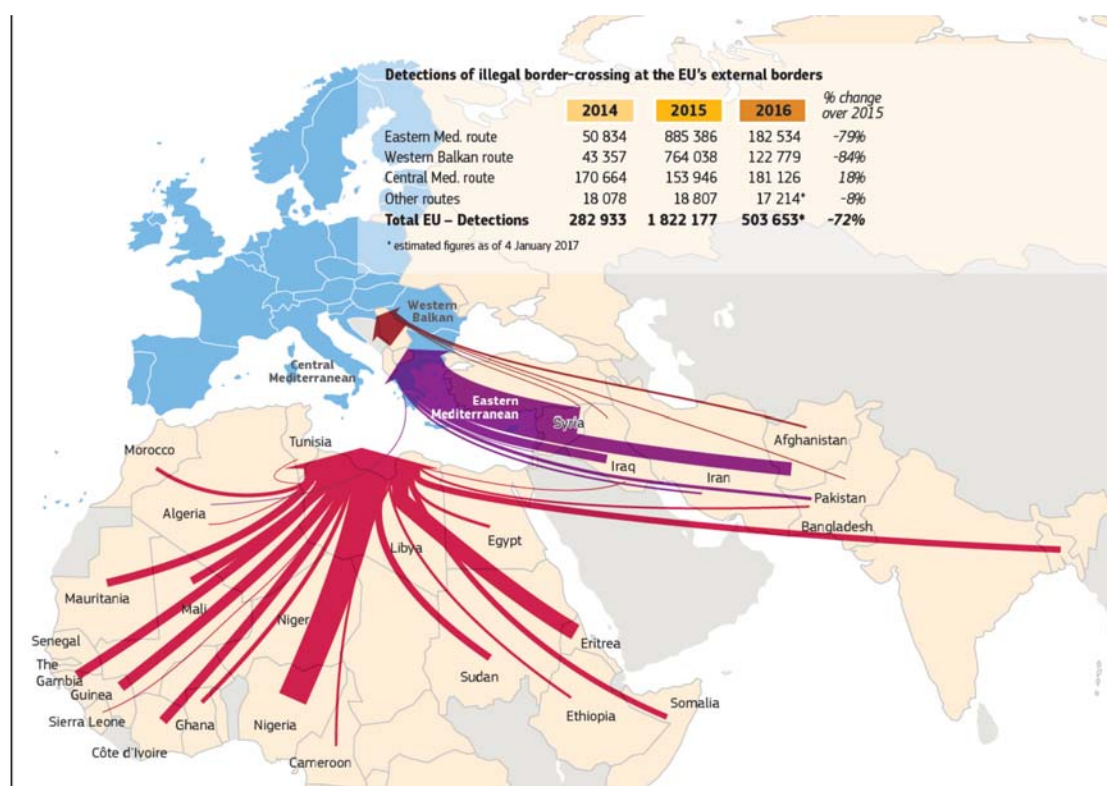 Detections of illegal border-crossing at the EU's external borders
2014 2015 2016 % change over 2015
Eastern Med. route 50 834 885 386 182 534 -79%
Western Balkan route 43 357 764 038 122 779 -84%
Central Med. route 170 664 153 946 181 126 18%
Other routes 18 078 18 807 17 214* -8%
Total EU – Detections 282 933 1 822 177 503 653* -72%
* estimated figures as of 4 January 2017
Western
Balkan
Central
Mediterranean
Eastern
Mediterranean
Syria
Afghanistan
Iraq
Iran
Pakistan
Bangladesh
Morocco
Tunisia
Algeria
Libya
Egypt
Mauritania
Mali
Niger
Senegal
The
Gambia
Guinea
Sierra Leone
Côte d'Ivoire
Ghana
Nigeria
Cameroon
Sudan
Eritrea
Ethiopia
Somalia